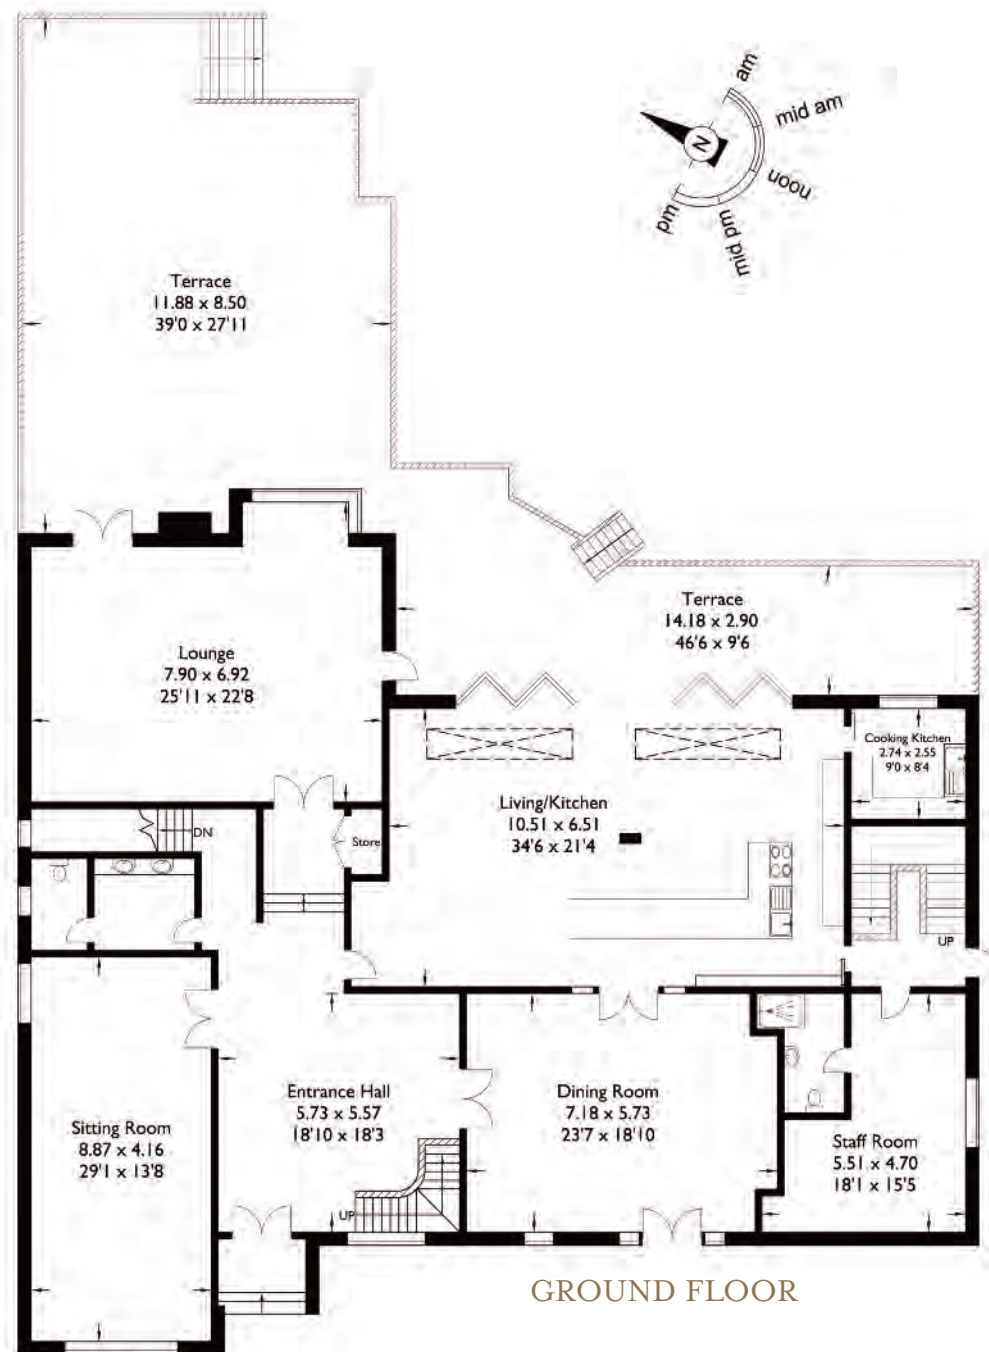 am
mid am
N
noon
mid pm
pm
Terrace
11.88 x 8.50
39'0 x 27'11
Terrace
14.18 x 2.90
46'6 x 9'6
Lounge
7.90 x 6.92
25'11 x 22'8
Cooking Kitchen
2.74 x 2.55
9'0 x 8'4
Living/Kitchen
10.51 x 6.51
34'6 x 21'4
DN
Store
UP
Entrance Hall
5.73 x 5.57
18'10 x 18'3
Dining Room
7.18 x 5.73
23'7 x 18'10
Sitting Room
8.87 x 4.16
29'1 x 13'8
Staff Room
5.51 x 4.70
18'1 x 15'5
UP
GROUND FLOOR